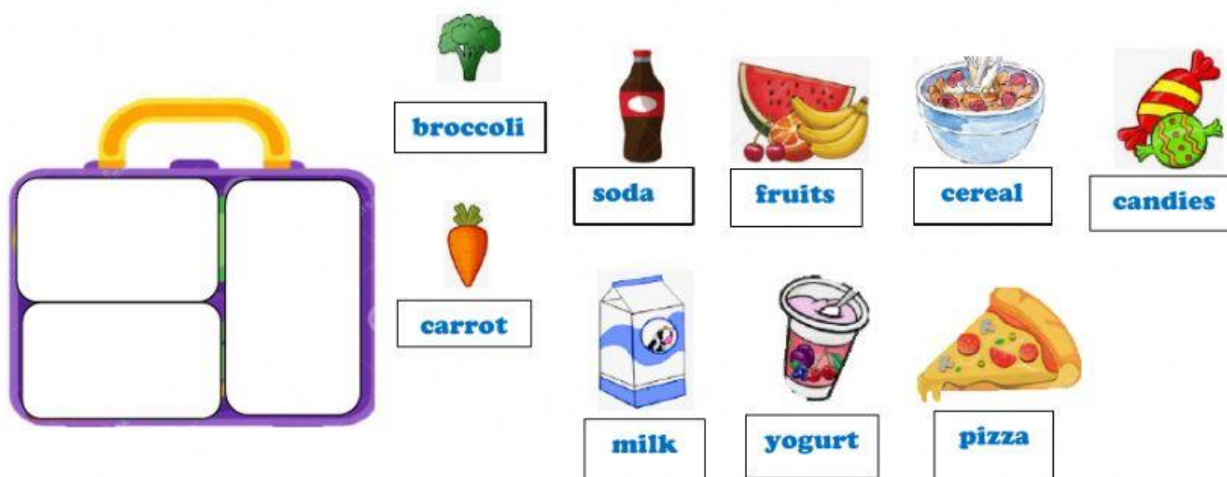 broccoli
soda
fruits
cereal
candies
carrot
milk
yogurt
pizza